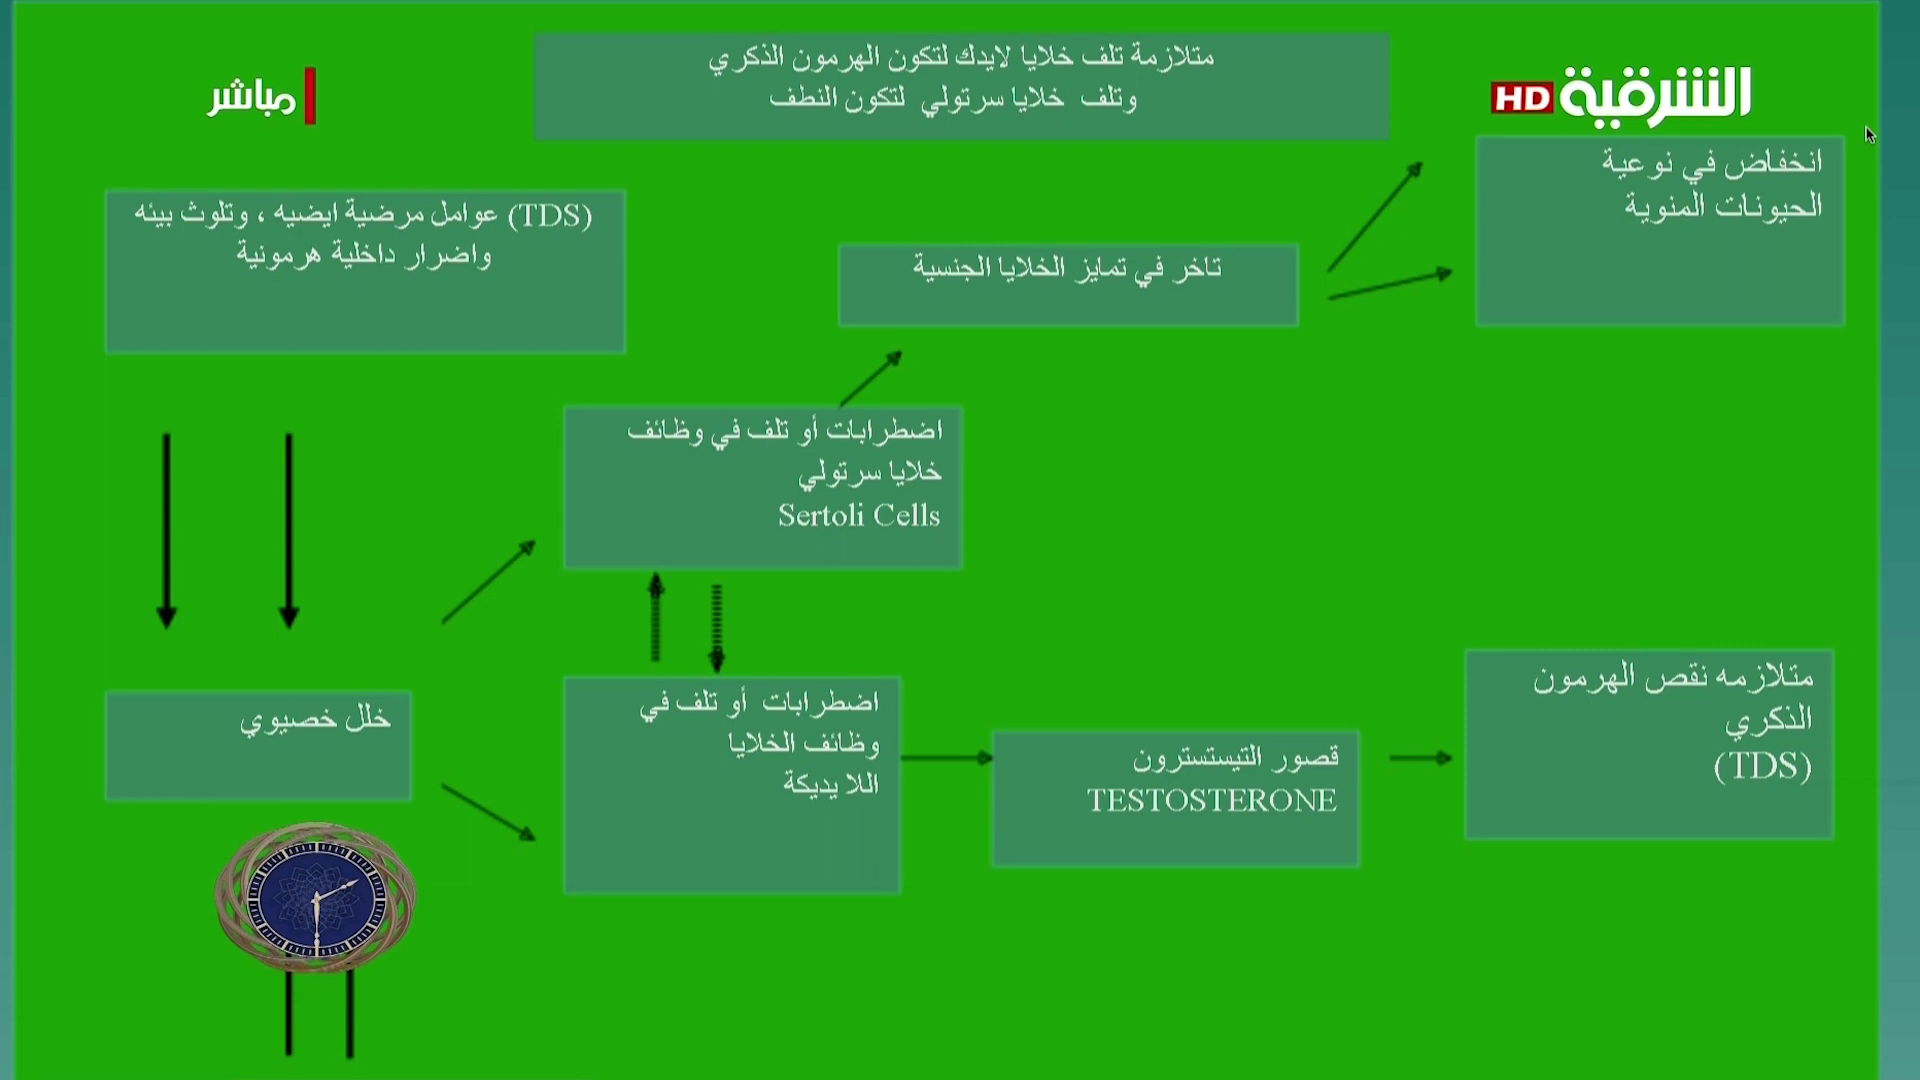 متلازمة تلف خلايا لايدك لتكون الهرمون الذكري
وتلف خلايا سرتولي لتكون النطف
الشرقية HD
مباشر
انخفاض في نوعية
الحيونات المنوية
(TDS) عوامل مرضية ايضيه ، وتلوث بيئه
واضرار داخلية هرمونية
تاخر في تمايز الخلايا الجنسية
اضطرابات أو تلف في وظائف
خلايا سرتولي
Sertoli Cells
خلل خصيوي
اضطرابات أو تلف في
وظائف الخلايا
اللا يديكة
قصور التيستسترون
TESTOSTERONE
متلازمه نقص الهرمون
الذكري
(TDS)